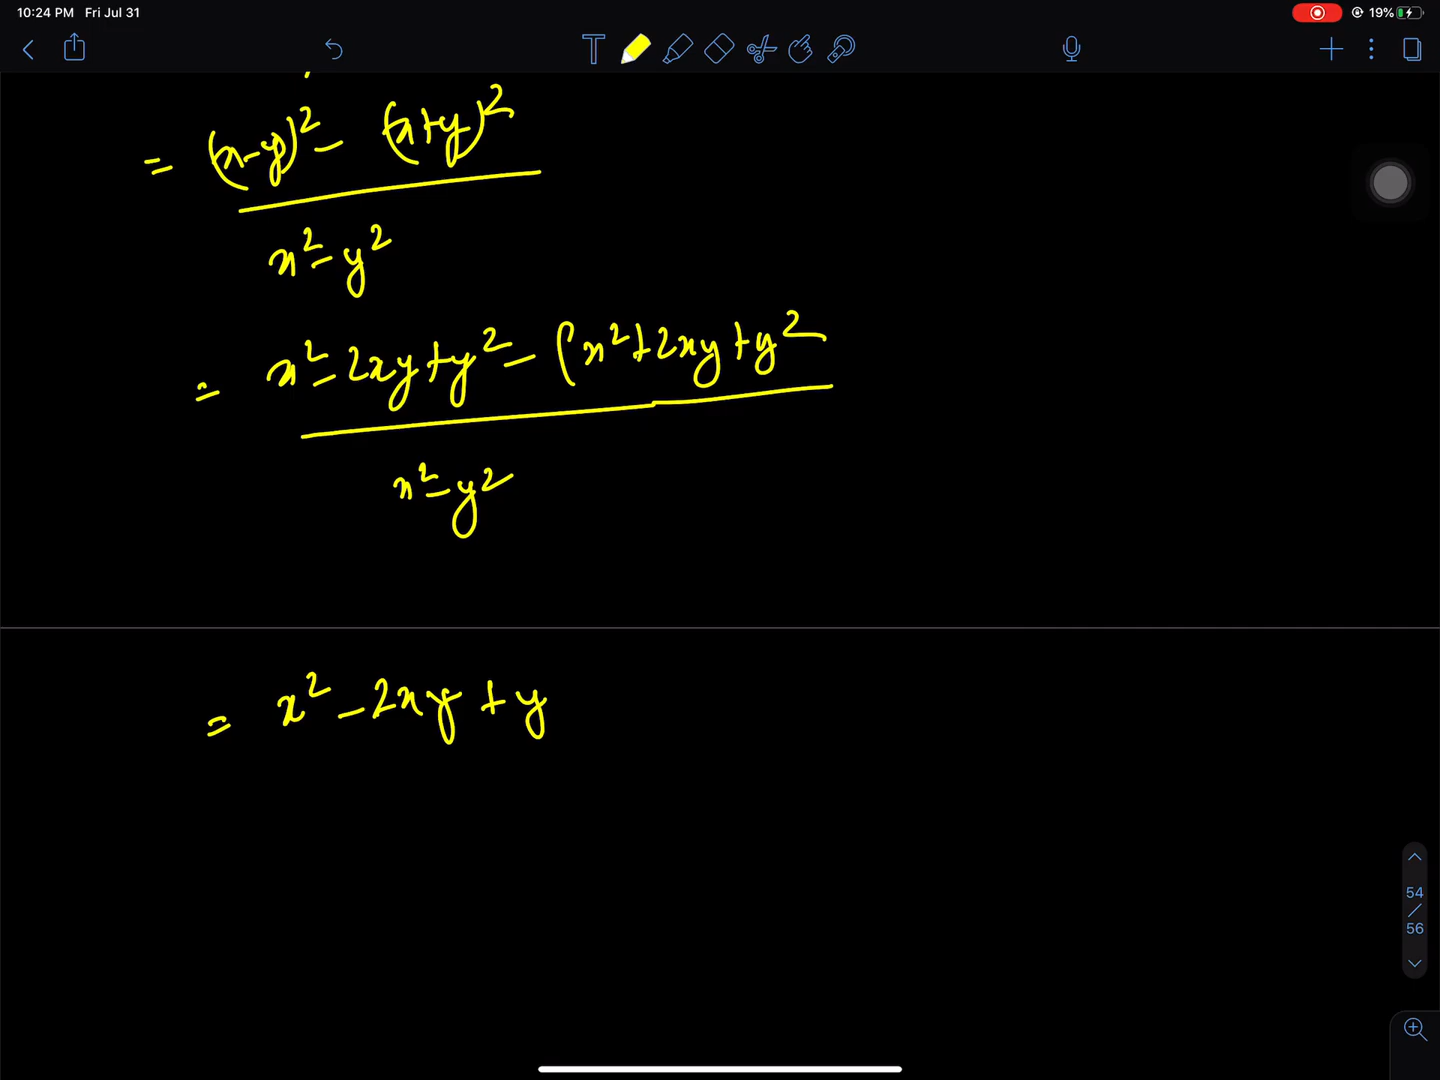 10:24 PM Fri Jul 31
19%
T
= (x-y)² - (x+y)²
x² - y²
= x² - 2xy + y² - (x² + 2xy + y²
x² - y²
= x² - 2xy + y
54
56